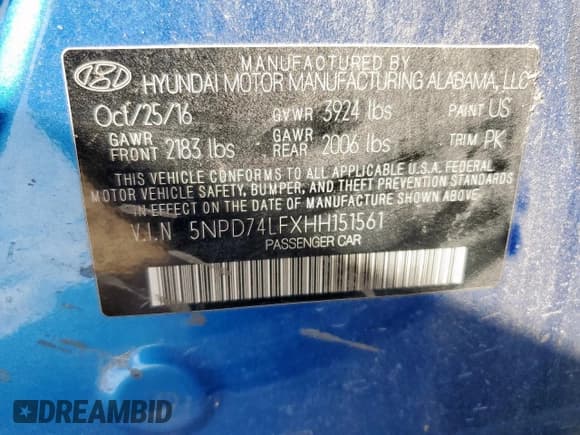 MANUFACTURED BY
HYUNDAI MOTOR MANUFACTURING ALABAMA, LLC
Oct/25/16 GVWR 3924 lbs PAINT US
GAWR FRONT 2183 lbs GAWR REAR 2006 lbs TRIM PK
THIS VEHICLE CONFORMS TO ALL APPLICABLE U.S.A. FEDERAL
MOTOR VEHICLE SAFETY, BUMPER, AND THEFT PREVENTION STANDARDS
IN EFFECT ON THE DATE OF MANUFACTURE SHOWN ABOVE.
V.I.N 5NPD74LFXHH151561
PASSENGER CAR
DREAMBID